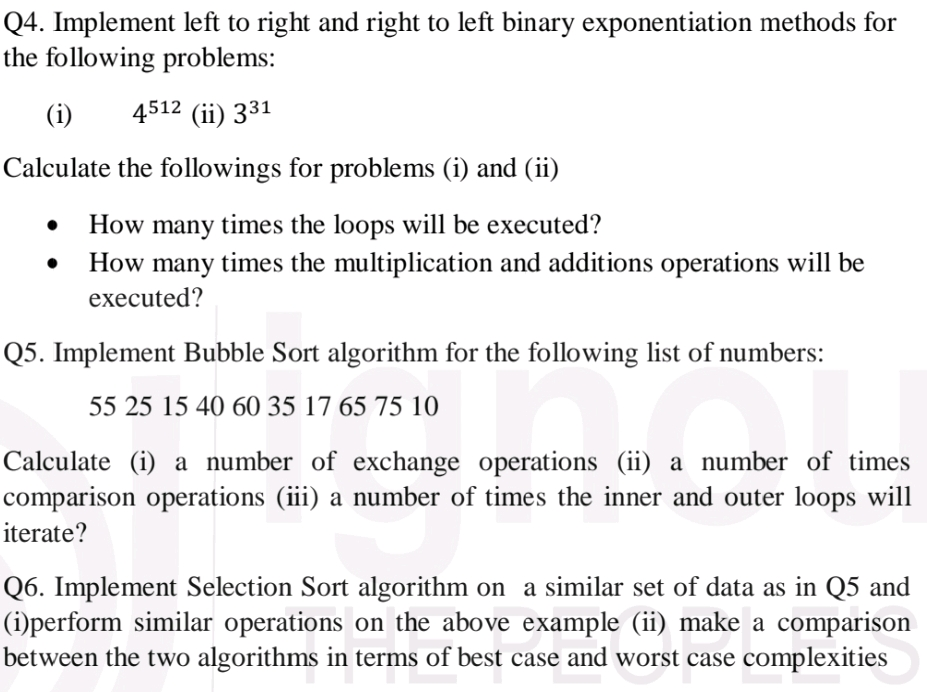 Q4. Implement left to right and right to left binary exponentiation methods for
the following problems:
(i) 4⁵¹² (ii) 3³¹
Calculate the followings for problems (i) and (ii)
• How many times the loops will be executed?
• How many times the multiplication and additions operations will be
executed?
Q5. Implement Bubble Sort algorithm for the following list of numbers:
55 25 15 40 60 35 17 65 75 10
Calculate (i) a number of exchange operations (ii) a number of times
comparison operations (iii) a number of times the inner and outer loops will
iterate?
Q6. Implement Selection Sort algorithm on a similar set of data as in Q5 and
(i)perform similar operations on the above example (ii) make a comparison
between the two algorithms in terms of best case and worst case complexities
ignou
THE PEOPLE'S